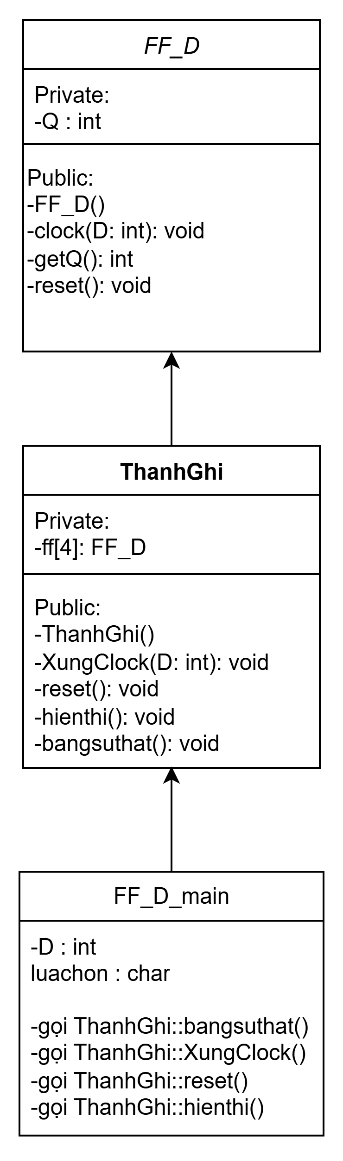 FF_D
Private:
-Q : int
Public:
-FF_D()
-clock(D: int): void
-getQ(): int
-reset(): void
ThanhGhi
Private:
-ff[4]: FF_D
Public:
-ThanhGhi()
-XungClock(D: int): void
-reset(): void
-hienthi(): void
-bangsuthat(): void
FF_D_main
-D : int
luachon : char
-gọi ThanhGhi::bangsuthat()
-gọi ThanhGhi::XungClock()
-gọi ThanhGhi::reset()
-gọi ThanhGhi::hienthi()